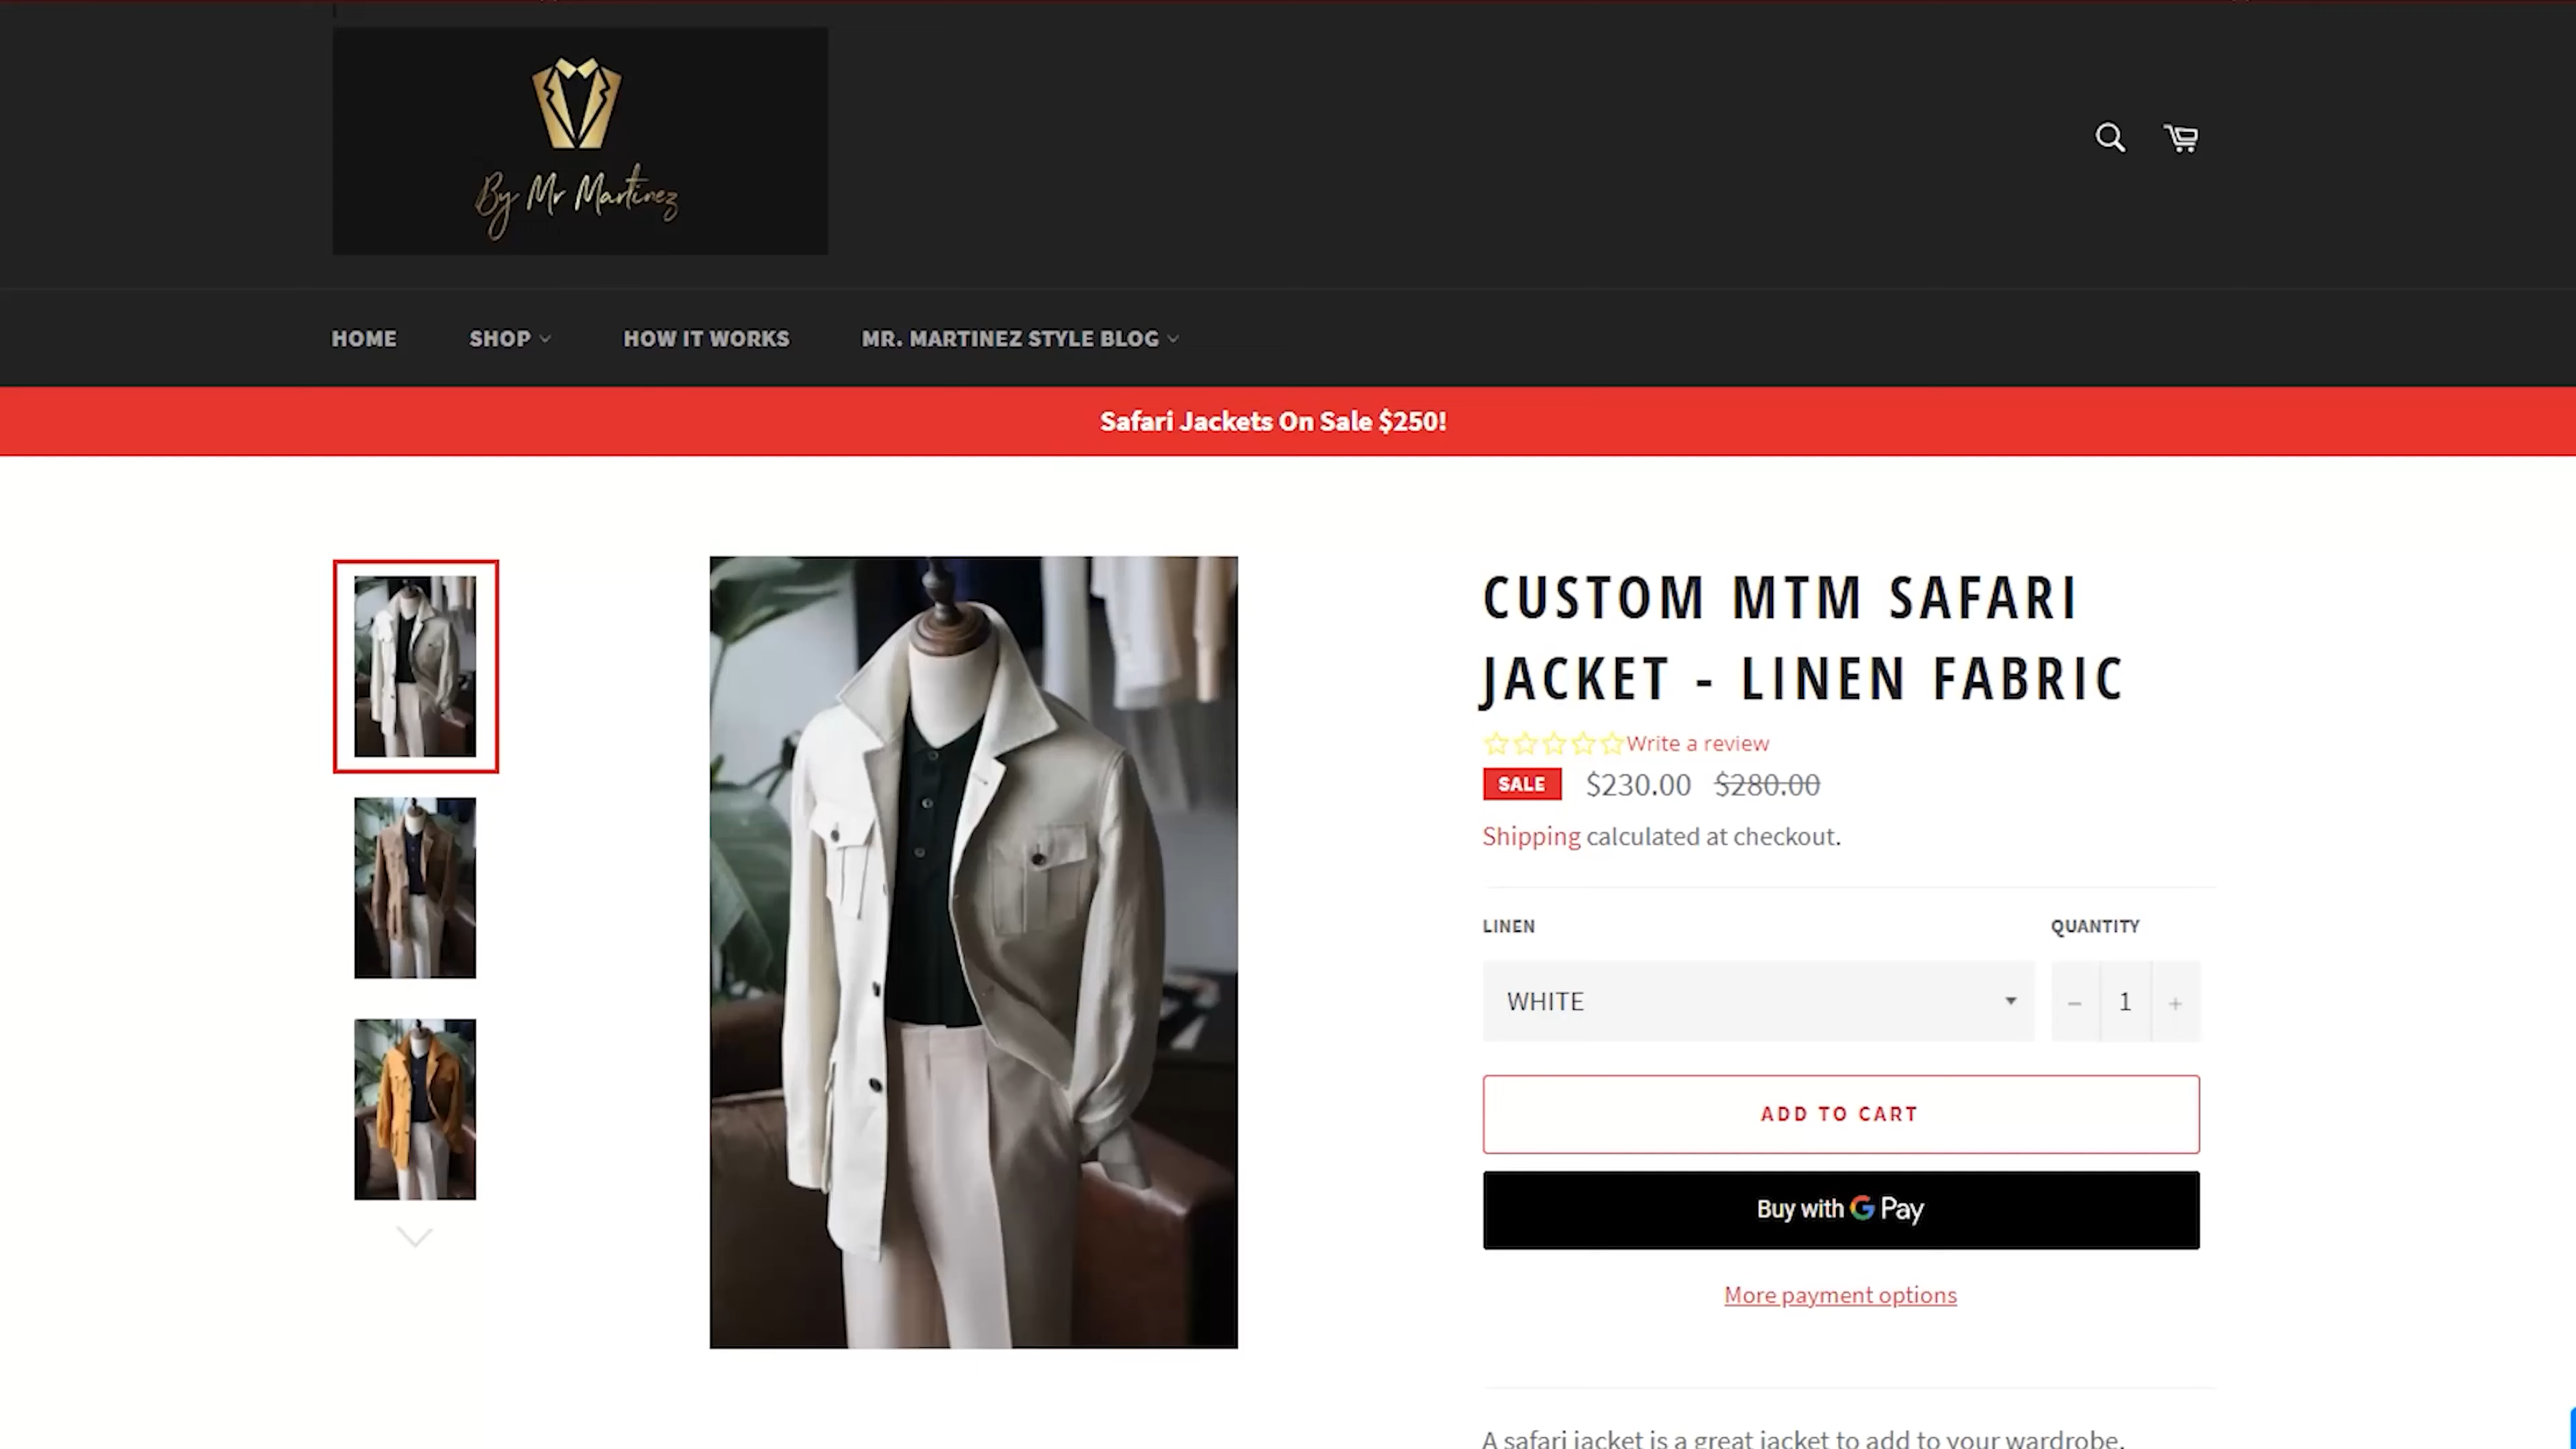 By Mr Martinez
HOME SHOP HOW IT WORKS MR. MARTINEZ STYLE BLOG
Safari Jackets On Sale $250!
CUSTOM MTM SAFARI
JACKET - LINEN FABRIC
Write a review
SALE $230.00 $280.00
Shipping calculated at checkout.
LINEN QUANTITY
WHITE − 1 +
ADD TO CART
Buy with G Pay
More payment options
A safari jacket is a great jacket to add to your wardrobe.